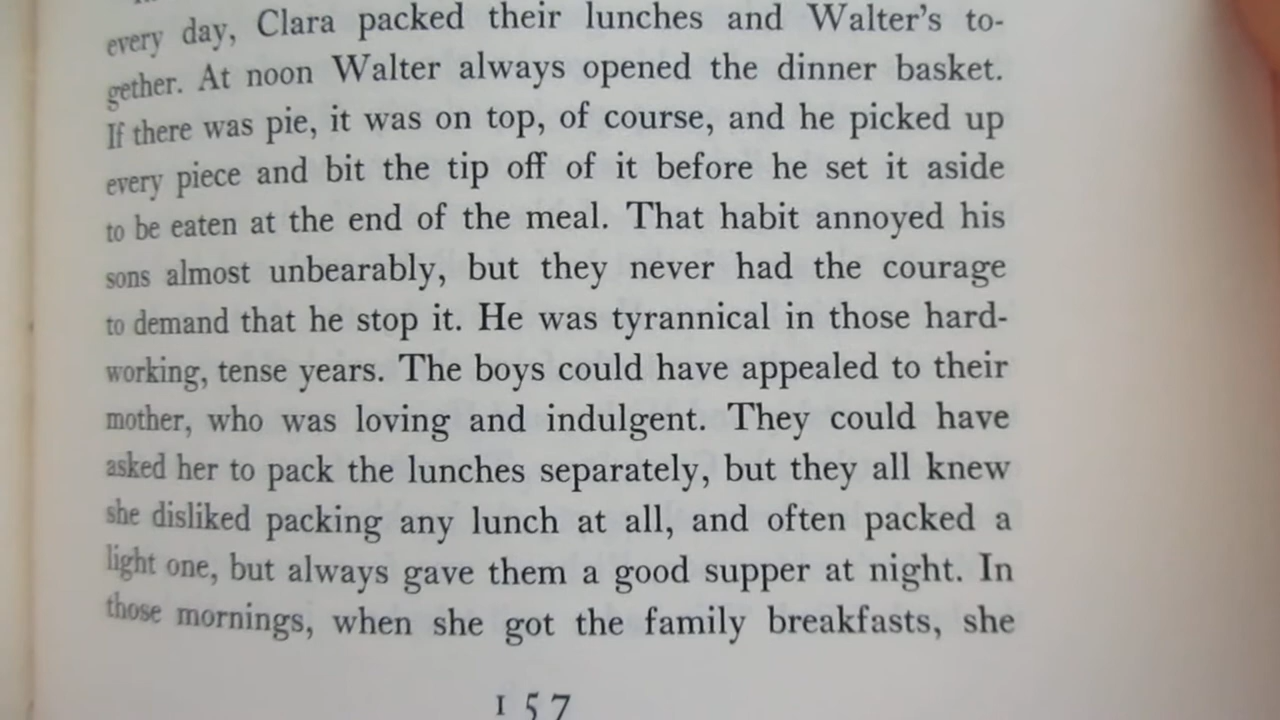 every day, Clara packed their lunches and Walter's to-
gether. At noon Walter always opened the dinner basket.
If there was pie, it was on top, of course, and he picked up
every piece and bit the tip off of it before he set it aside
to be eaten at the end of the meal. That habit annoyed his
sons almost unbearably, but they never had the courage
to demand that he stop it. He was tyrannical in those hard-
working, tense years. The boys could have appealed to their
mother, who was loving and indulgent. They could have
asked her to pack the lunches separately, but they all knew
she disliked packing any lunch at all, and often packed a
light one, but always gave them a good supper at night. In
those mornings, when she got the family breakfasts, she
157